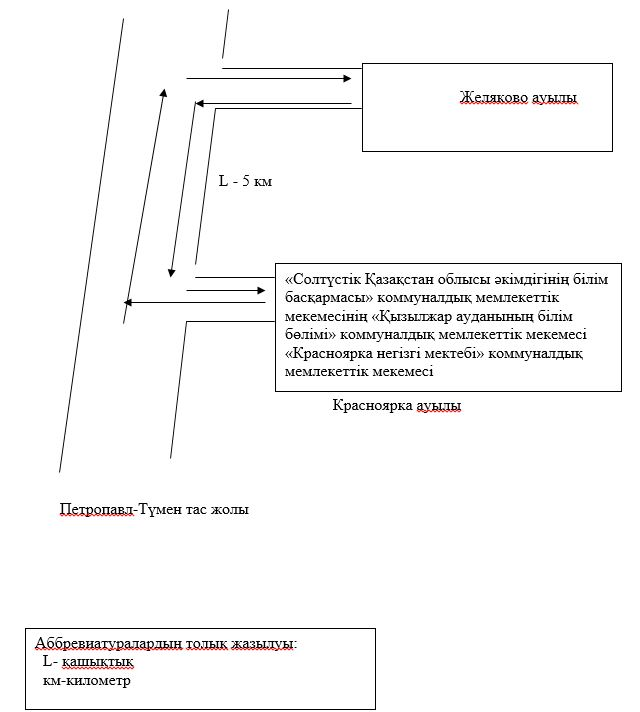 Желяково ауылы
L - 5 км
«Солтүстік Қазақстан облысы әкімдігінің білім
басқармасы» коммуналдық мемлекеттік
мекемесінің «Қызылжар ауданының білім
бөлімі» коммуналдық мемлекеттік мекемесі
«Красноярка негізгі мектебі» коммуналдық
мемлекеттік мекемесі
Красноярка ауылы
Петропавл-Түмен тас жолы
Аббревиатуралардың толық жазылуы:
L- қашықтық
км-километр